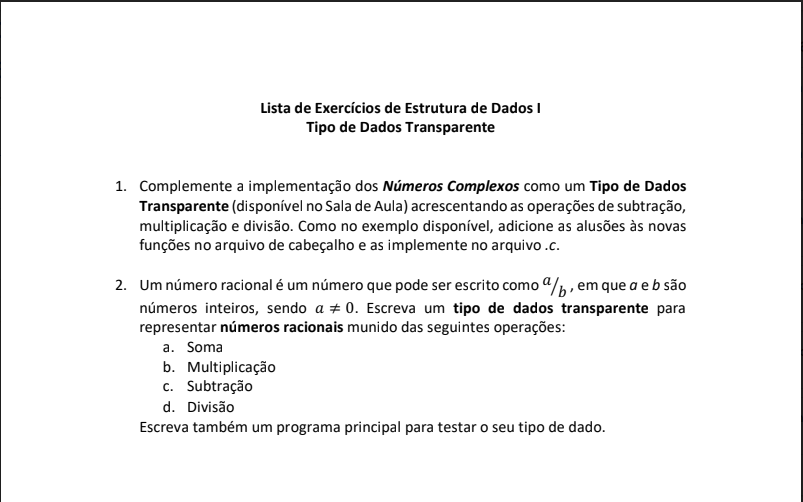 Lista de Exercícios de Estrutura de Dados I
Tipo de Dados Transparente
1. Complemente a implementação dos Números Complexos como um Tipo de Dados
Transparente (disponível no Sala de Aula) acrescentando as operações de subtração,
multiplicação e divisão. Como no exemplo disponível, adicione as alusões às novas
funções no arquivo de cabeçalho e as implemente no arquivo .c.
2. Um número racional é um número que pode ser escrito como a/b, em que a e b são
números inteiros, sendo a ≠ 0. Escreva um tipo de dados transparente para
representar números racionais munido das seguintes operações:
a. Soma
b. Multiplicação
c. Subtração
d. Divisão
Escreva também um programa principal para testar o seu tipo de dado.